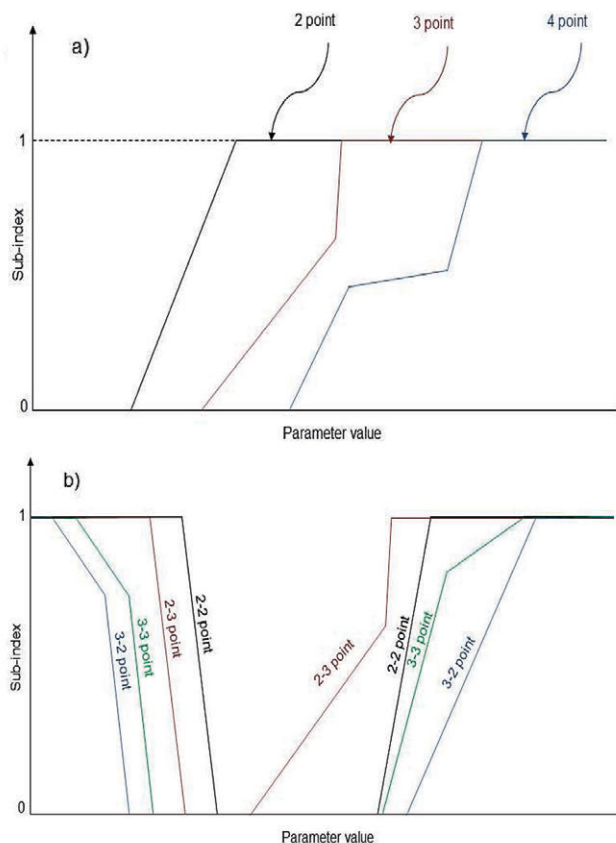 a)
2 point
3 point
4 point
1
Sub-index
0
Parameter value
b)
1
Sub-index
3-2 point
3-3 point
2-3 point
2-2 point
2-3 point
2-2 point
3-3 point
3-2 point
0
Parameter value